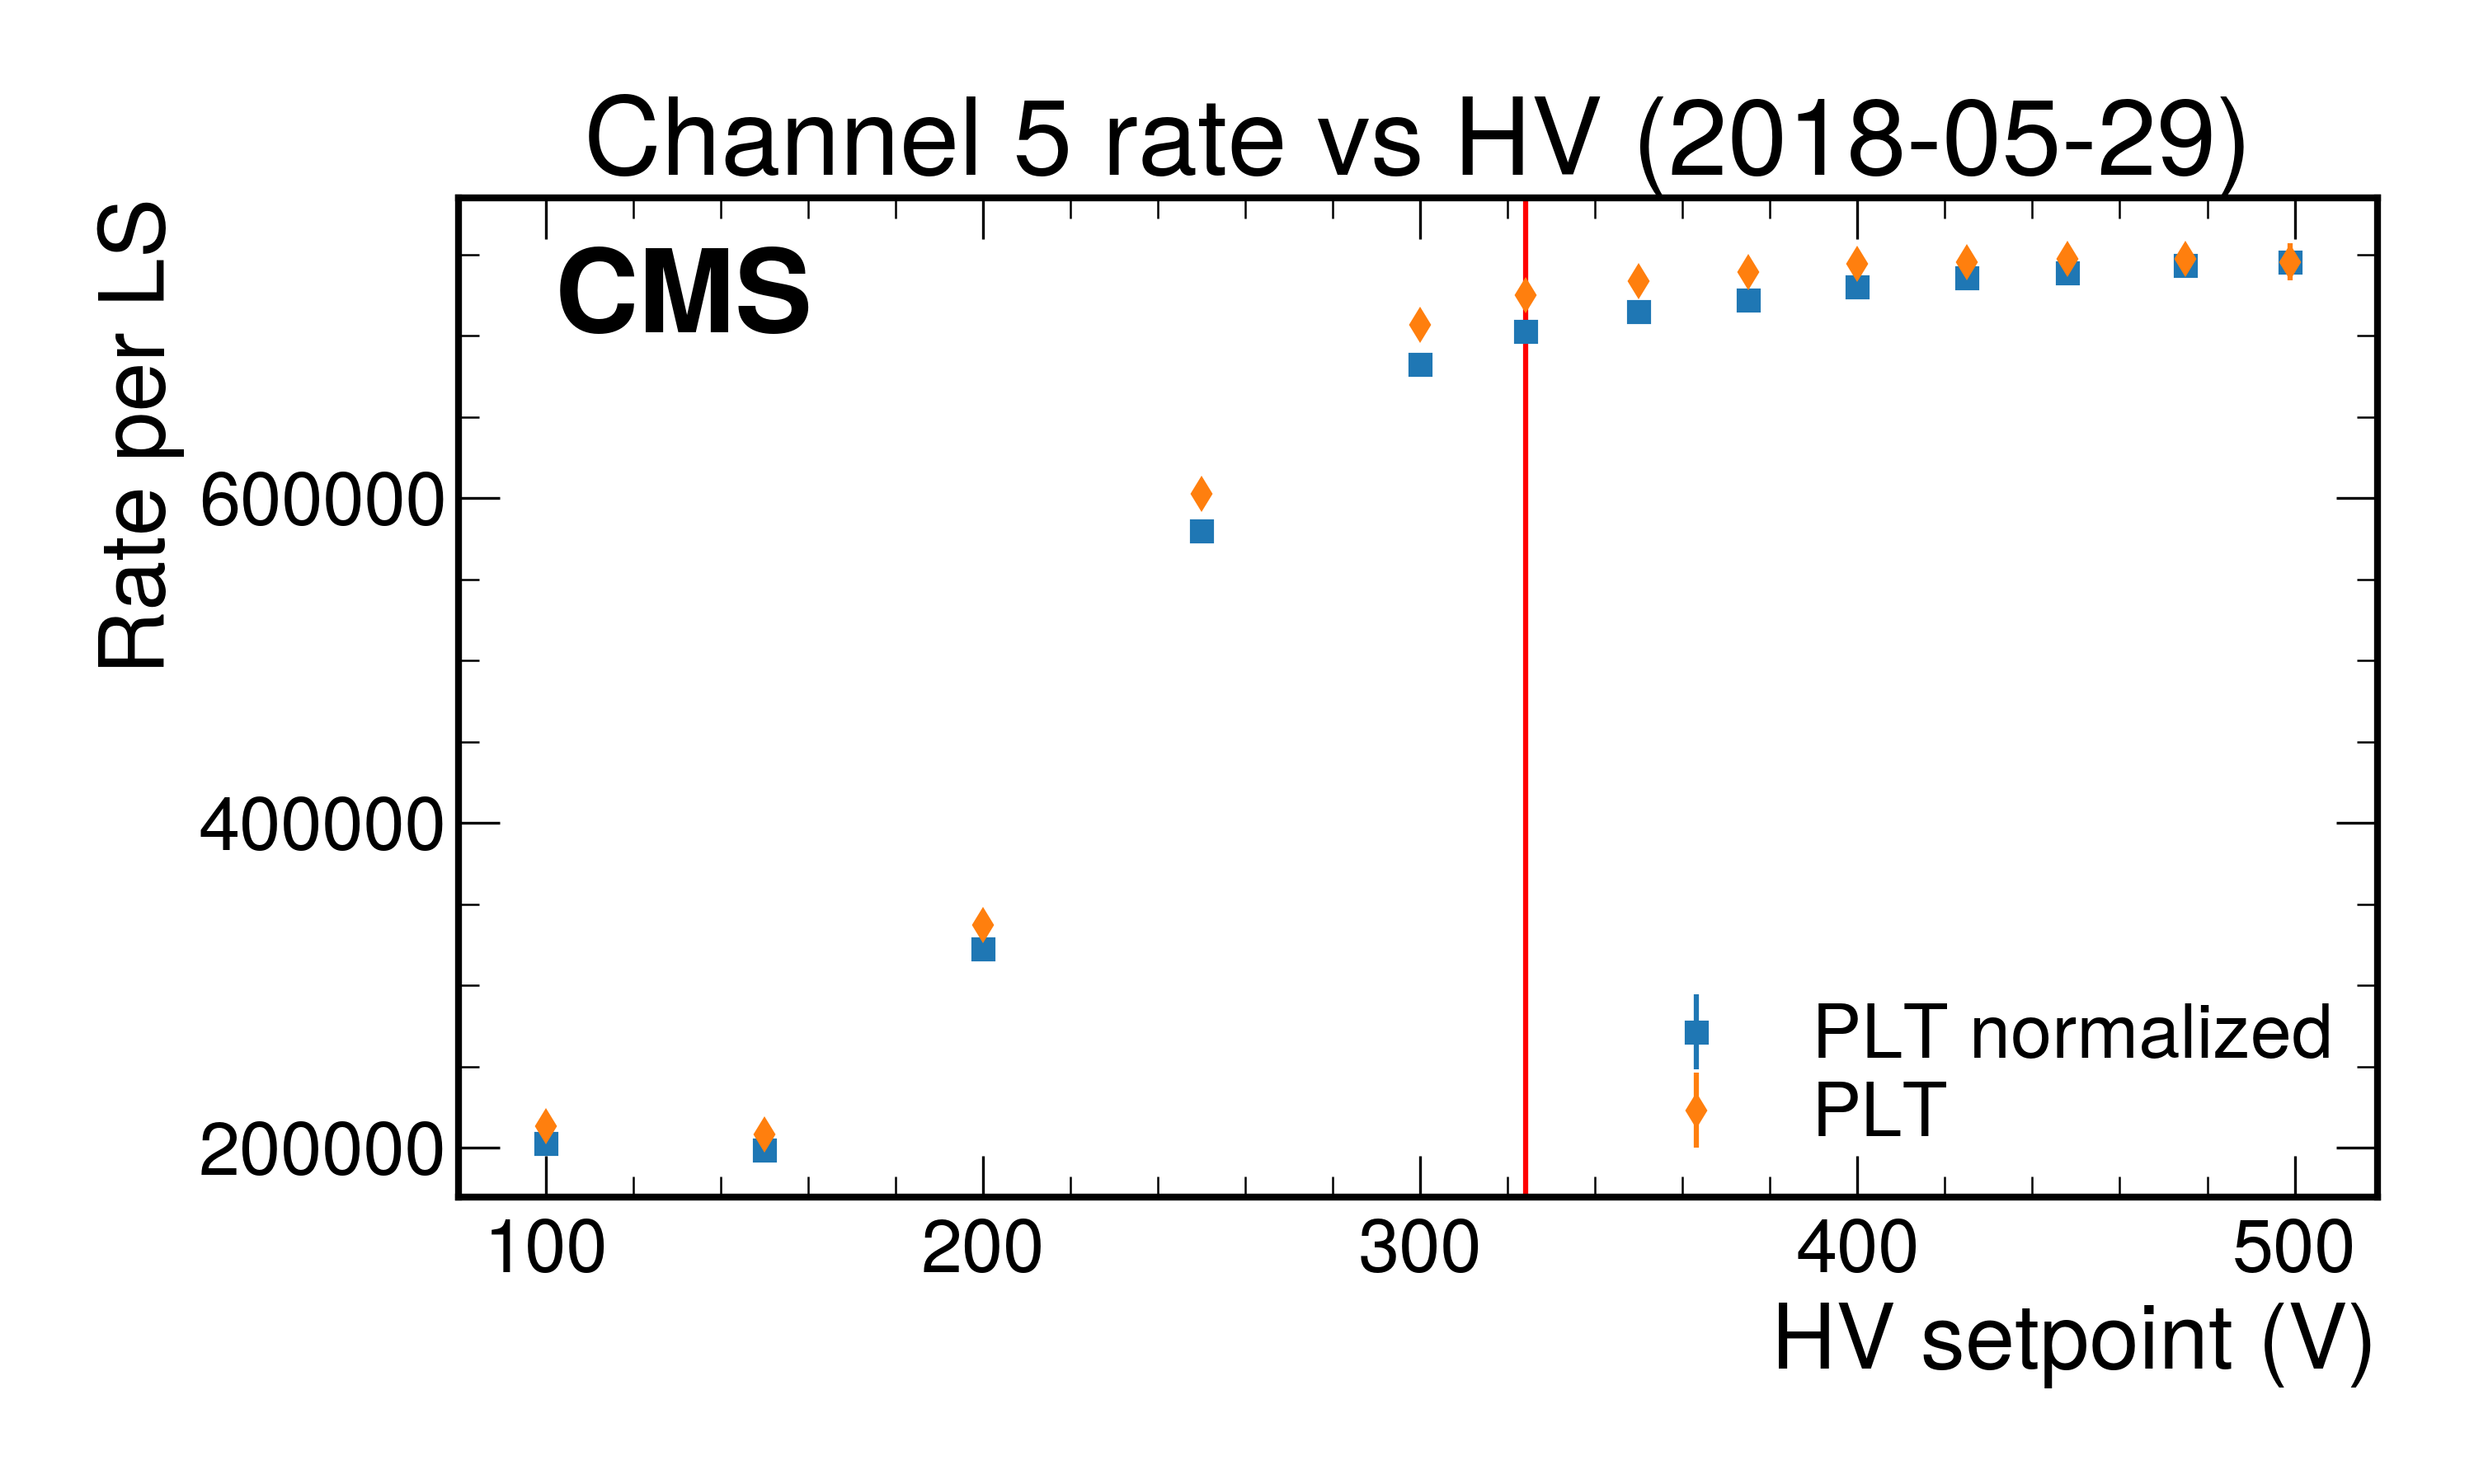 Channel 5 rate vs HV (2018-05-29)
CMS
Rate per LS
600000
400000
200000
PLT normalized
PLT
100 200 300 400 500
HV setpoint (V)